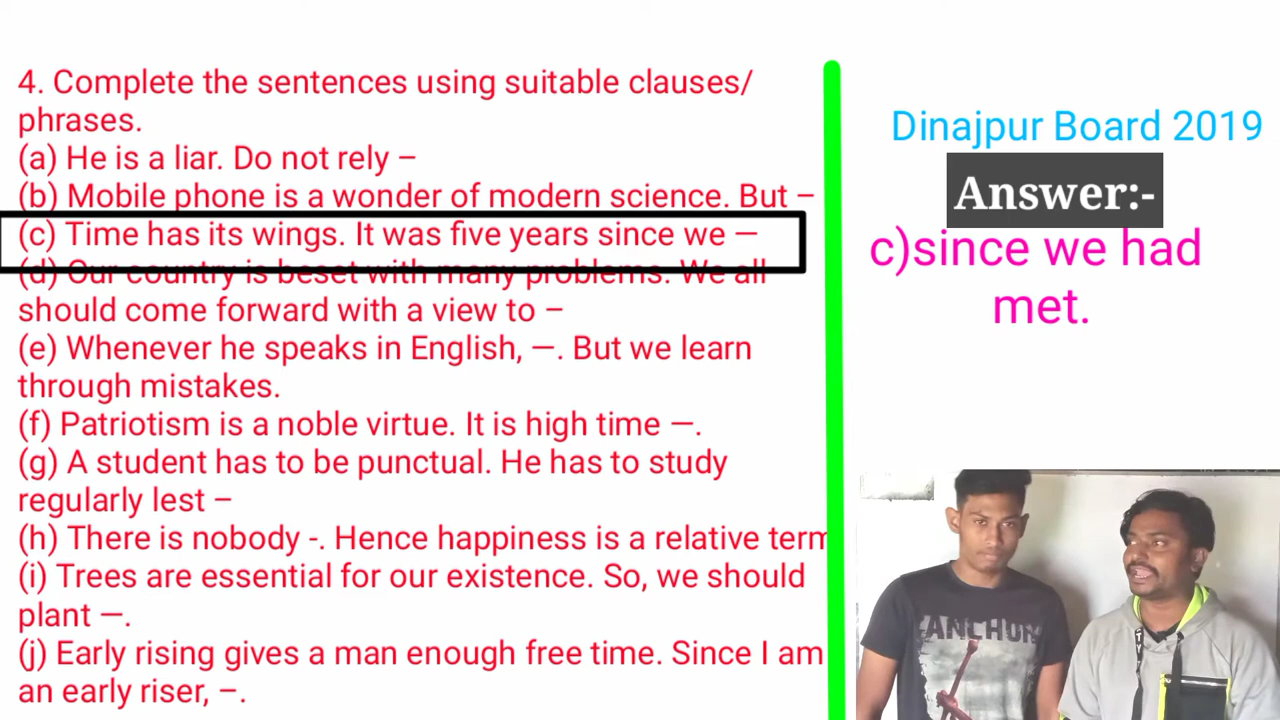 4. Complete the sentences using suitable clauses/
phrases.
(a) He is a liar. Do not rely –
(b) Mobile phone is a wonder of modern science. But –
(c) Time has its wings. It was five years since we —
(d) Our country is beset with many problems. We all
should come forward with a view to –
(e) Whenever he speaks in English, —. But we learn
through mistakes.
(f) Patriotism is a noble virtue. It is high time —.
(g) A student has to be punctual. He has to study
regularly lest –
(h) There is nobody -. Hence happiness is a relative term
(i) Trees are essential for our existence. So, we should
plant —.
(j) Early rising gives a man enough free time. Since I am
an early riser, –.
Dinajpur Board 2019
Answer:-
c)since we had
met.
ANCHOR